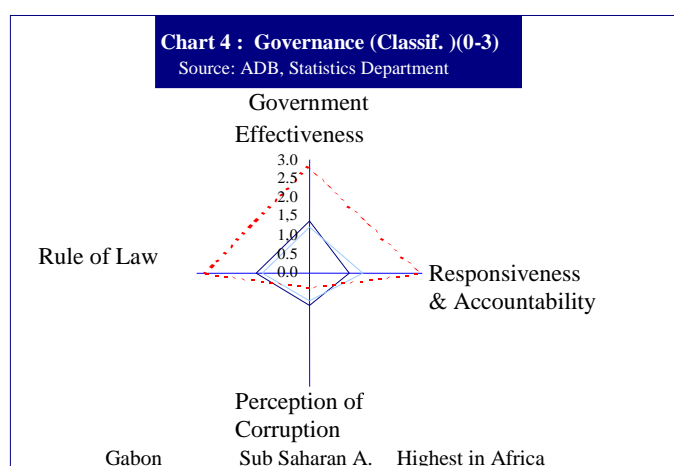 Chart 4 : Governance (Classif. )(0-3)
Source: ADB, Statistics Department
Government
Effectiveness
3.0
2.5
2.0
1.5
1.0
0.5
0.0
Rule of Law
Responsiveness
& Accountability
Perception of
Corruption
Gabon Sub Saharan A. Highest in Africa